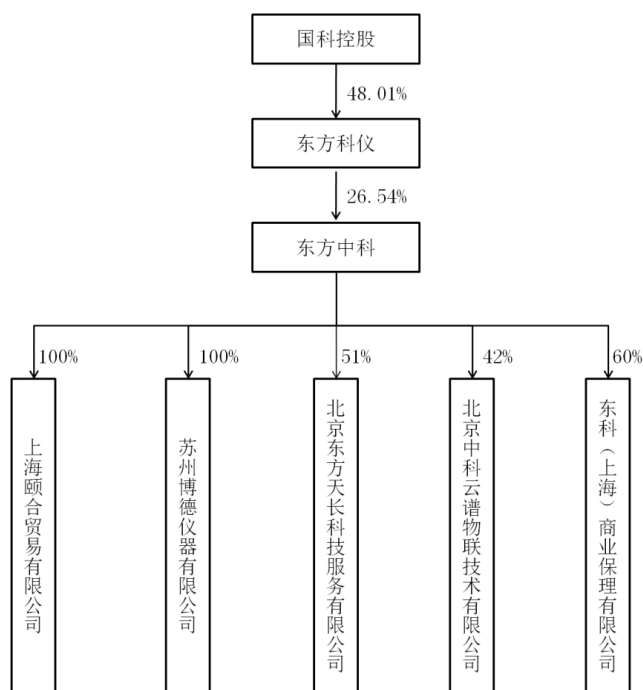 国科控股
48.01%
东方科仪
26.54%
东方中科
100%
100%
51%
42%
60%
上海颐合贸易有限公司
苏州博德仪器有限公司
北京东方天长科技服务有限公司
北京中科云谱物联技术有限公司
东科（上海）商业保理有限公司